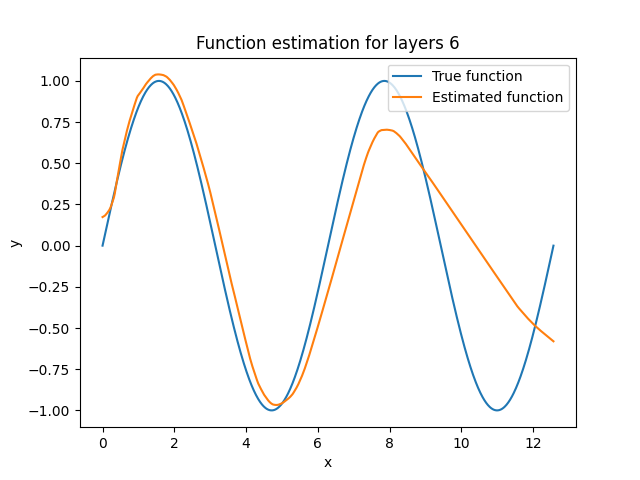 Function estimation for layers 6
True function
Estimated function
1.00
0.75
0.50
0.25
0.00
−0.25
−0.50
−0.75
−1.00
y
0 2 4 6 8 10 12
x